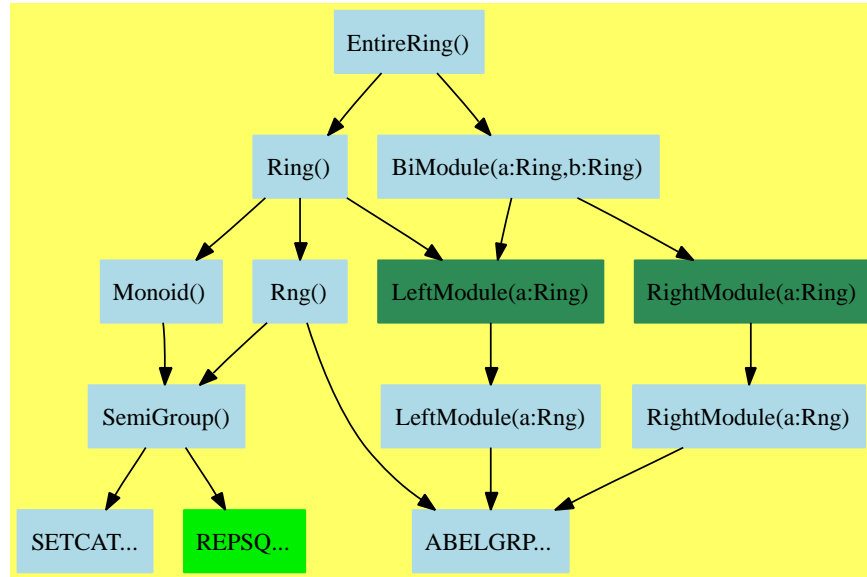 EntireRing()
Ring()
BiModule(a:Ring,b:Ring)
Monoid()
Rng()
LeftModule(a:Ring)
RightModule(a:Ring)
SemiGroup()
LeftModule(a:Rng)
RightModule(a:Rng)
SETCAT...
REPSQ...
ABELGRP...